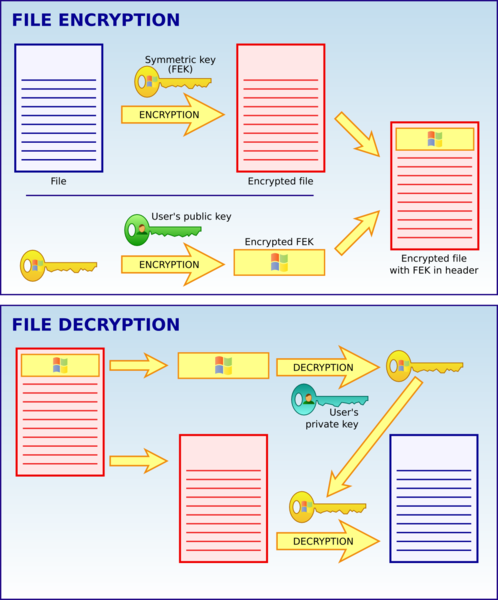 FILE ENCRYPTION
Symmetric key
(FEK)
ENCRYPTION
File
Encrypted file
User's public key
ENCRYPTION
Encrypted FEK
Encrypted file
with FEK in header
FILE DECRYPTION
DECRYPTION
User's
private key
DECRYPTION